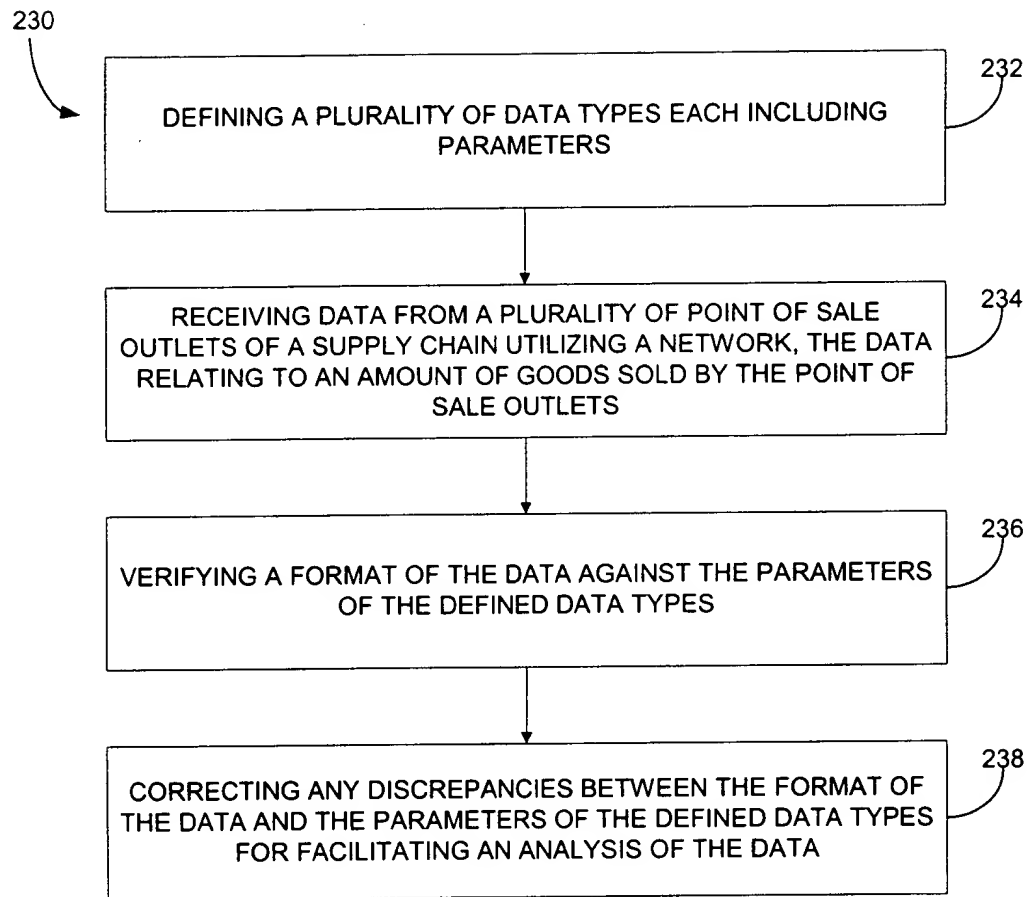 230
232
DEFINING A PLURALITY OF DATA TYPES EACH INCLUDING
PARAMETERS
234
RECEIVING DATA FROM A PLURALITY OF POINT OF SALE
OUTLETS OF A SUPPLY CHAIN UTILIZING A NETWORK, THE DATA
RELATING TO AN AMOUNT OF GOODS SOLD BY THE POINT OF
SALE OUTLETS
236
VERIFYING A FORMAT OF THE DATA AGAINST THE PARAMETERS
OF THE DEFINED DATA TYPES
238
CORRECTING ANY DISCREPANCIES BETWEEN THE FORMAT OF
THE DATA AND THE PARAMETERS OF THE DEFINED DATA TYPES
FOR FACILITATING AN ANALYSIS OF THE DATA